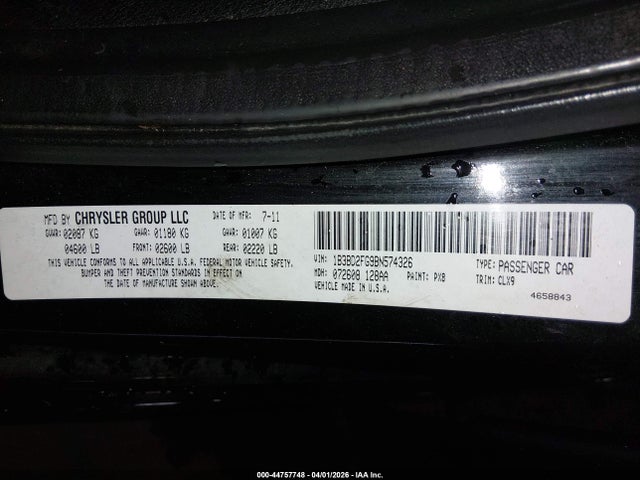 MFD BY CHRYSLER GROUP LLC DATE OF MFR: 7-11
GVWR: 02087 KG GAWR: 01180 KG GAWR: 01007 KG
04600 LB FRONT: 02600 LB REAR: 02220 LB
THIS VEHICLE CONFORMS TO ALL APPLICABLE U.S.A. FEDERAL MOTOR VEHICLE SAFETY,
BUMPER AND THEFT PREVENTION STANDARDS IN EFFECT ON
THE DATE OF MANUFACTURE SHOWN ABOVE.
VIN: 1B3BD2FG9BN574326 TYPE: PASSENGER CAR
MDH: 072608 128AA PAINT: PX8 TRIM: CLX9
VEHICLE MADE IN U.S.A. 4658843
000-44757748 - 04/01/2026 - IAA Inc.